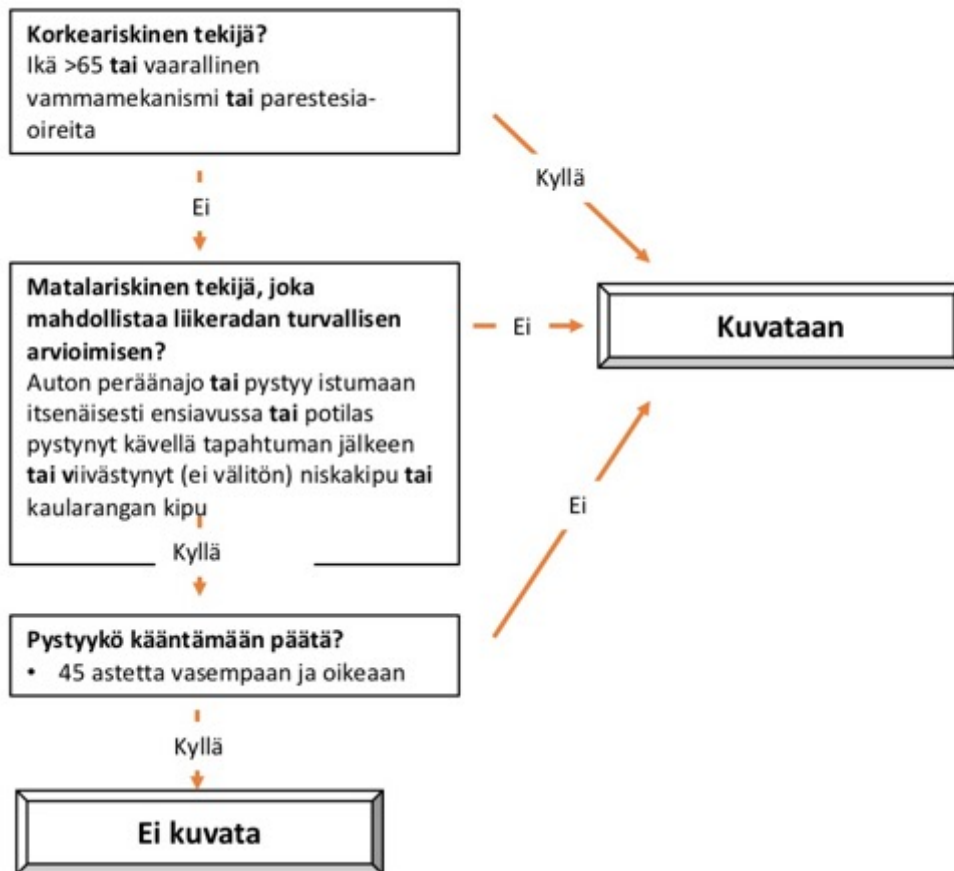 Korkeariskinen tekijä?
Ikä >65 tai vaarallinen
vammamekanismi tai parestesia-
oireita
Kyllä
Ei
Matalariskinen tekijä, joka
mahdollistaa liikeradan turvallisen
arvioimisen?
Auton peräänajo tai pystyy istumaan
itsenäisesti ensiavussa tai potilas
pystynyt kävellä tapahtuman jälkeen
tai viivästynyt (ei välitön) niskakipu tai
kaularangan kipu
Ei
Kuvataan
Kyllä
Ei
Pystyykö kääntämään päätä?
• 45 astetta vasempaan ja oikeaan
Kyllä
Ei kuvata